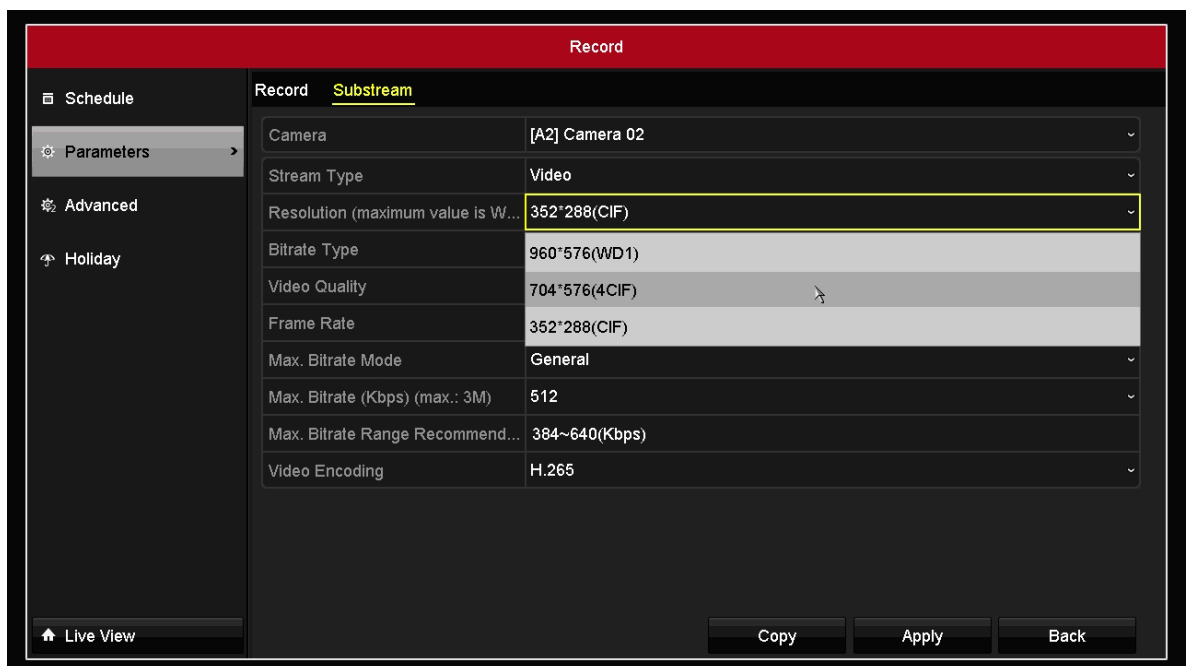 Record
Schedule
Parameters
Advanced
Holiday
Live View
Record Substream
Camera [A2] Camera 02
Stream Type Video
Resolution (maximum value is W... 352*288(CIF)
Bitrate Type 960*576(WD1)
Video Quality 704*576(4CIF)
Frame Rate 352*288(CIF)
Max. Bitrate Mode General
Max. Bitrate (Kbps) (max.: 3M) 512
Max. Bitrate Range Recommend... 384~640(Kbps)
Video Encoding H.265
Copy Apply Back